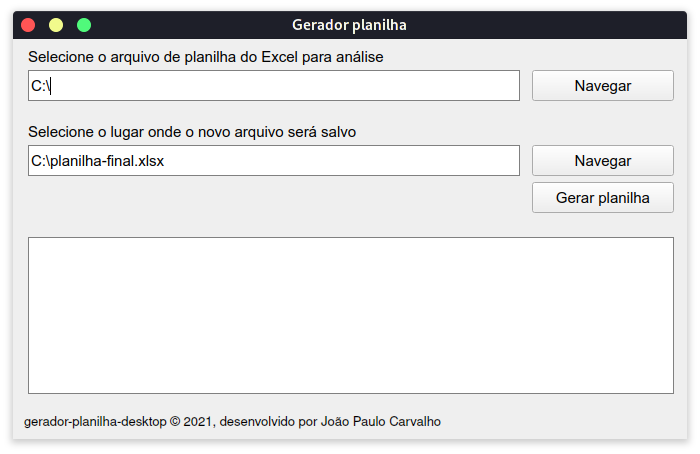 Gerador planilha
Selecione o arquivo de planilha do Excel para análise
C:\
Navegar
Selecione o lugar onde o novo arquivo será salvo
C:\planilha-final.xlsx
Navegar
Gerar planilha
gerador-planilha-desktop © 2021, desenvolvido por João Paulo Carvalho